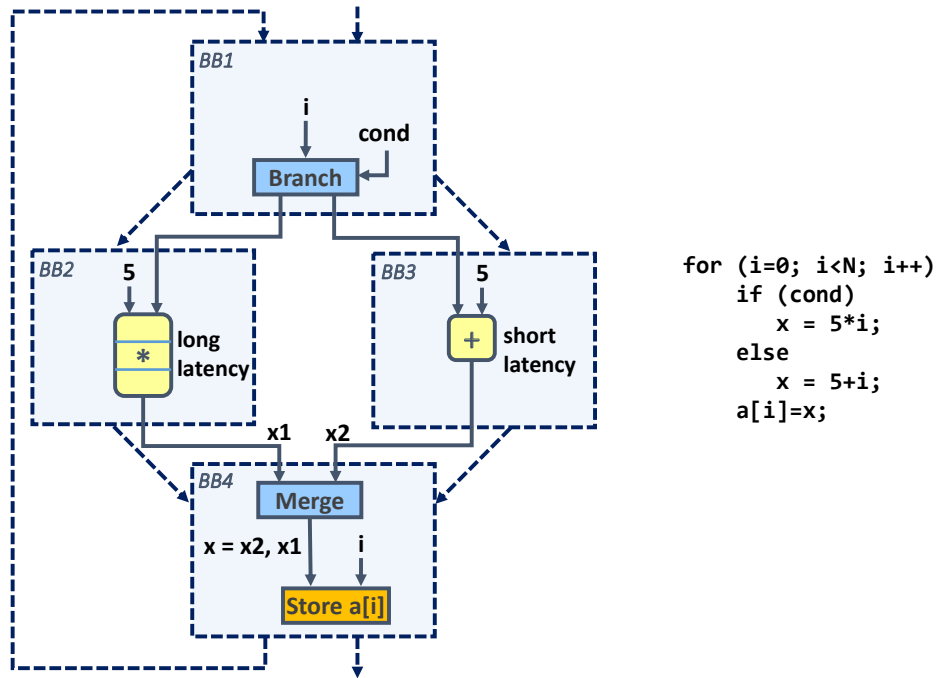 BB1
i
cond
Branch
BB2
5
*
long
latency
BB3
5
+
short
latency
x1
x2
BB4
Merge
x = x2, x1
i
Store a[i]
for (i=0; i<N; i++)
if (cond)
x = 5*i;
else
x = 5+i;
a[i]=x;